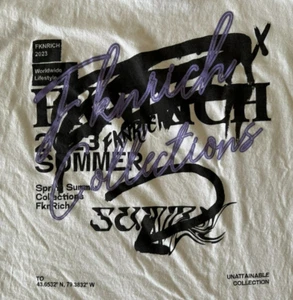 FKNRICH
2023
Worldwide
Lifestyle
Fknrich
Collections
FKNRICH
2023
FKNRICH
SUMMER
Spring Summer
Collections
FknRich
TO
43.6532° N, 79.3832° W
UNATTAINABLE
COLLECTION